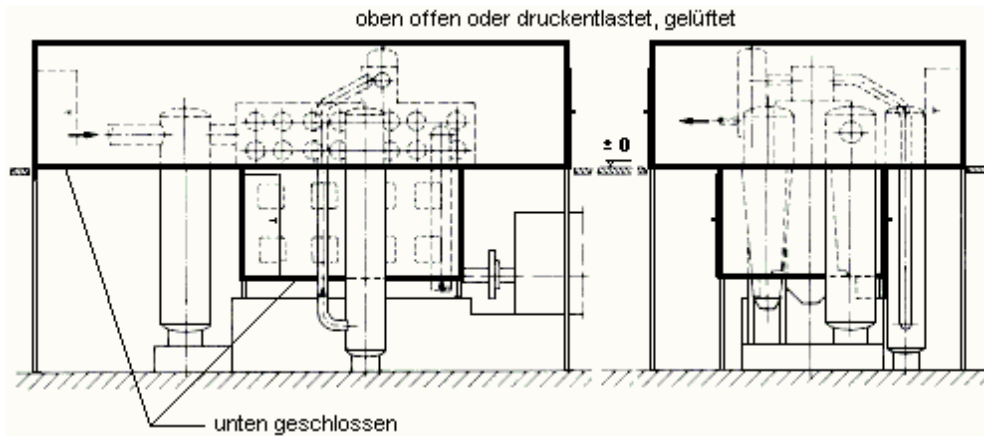 oben offen oder druckentlastet, gelüftet
± 0
unten geschlossen